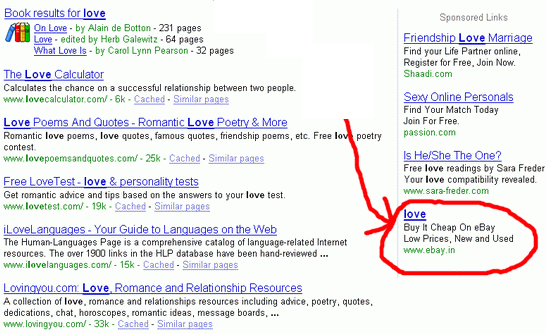 Book results for love
On Love - by Alain de Botton - 231 pages
Love - edited by Herb Galewitz - 64 pages
What Love Is - by Carol Lynn Pearson - 32 pages
The Love Calculator
Calculates the chance on a successful relationship between two people.
www.lovecalculator.com/ - 6k - Cached - Similar pages
Love Poems And Quotes - Romantic Love Poetry & More
Romantic love poems, love quotes, famous quotes, friendship poems, etc. Free love poetry
contest.
www.lovepoemsandquotes.com/ - 25k - Cached - Similar pages
Free LoveTest - love & personality tests
Get romantic advice and tips based on the answers to your love test.
www.lovetest.com/ - 19k - Cached - Similar pages
iLoveLanguages - Your Guide to Languages on the Web
The Human-Languages Page is a comprehensive catalog of language-related Internet
resources. The over 1900 links in the HLP database have been hand-reviewed ...
www.ilovelanguages.com/ - 15k - Cached - Similar pages
Lovingyou.com: Love, Romance and Relationship Resources
A collection of love, romance and relationships resources including advice, poetry, quotes,
dedications, chat, horoscopes, romantic ideas, message boards, ...
www.lovingyou.com/ - 33k - Cached - Similar pages
Sponsored Links
Friendship Love Marriage
Find your Life Partner online,
Register for Free, Join Now.
Shaadi.com
Sexy Online Personals
Find Your Match Today
Join For Free.
passion.com
Is He/She The One?
Free love readings by Sara Freder
Your love compatibility revealed.
www.sara-freder.com
love
Buy It Cheap On eBay
Low Prices, New and Used
www.ebay.in